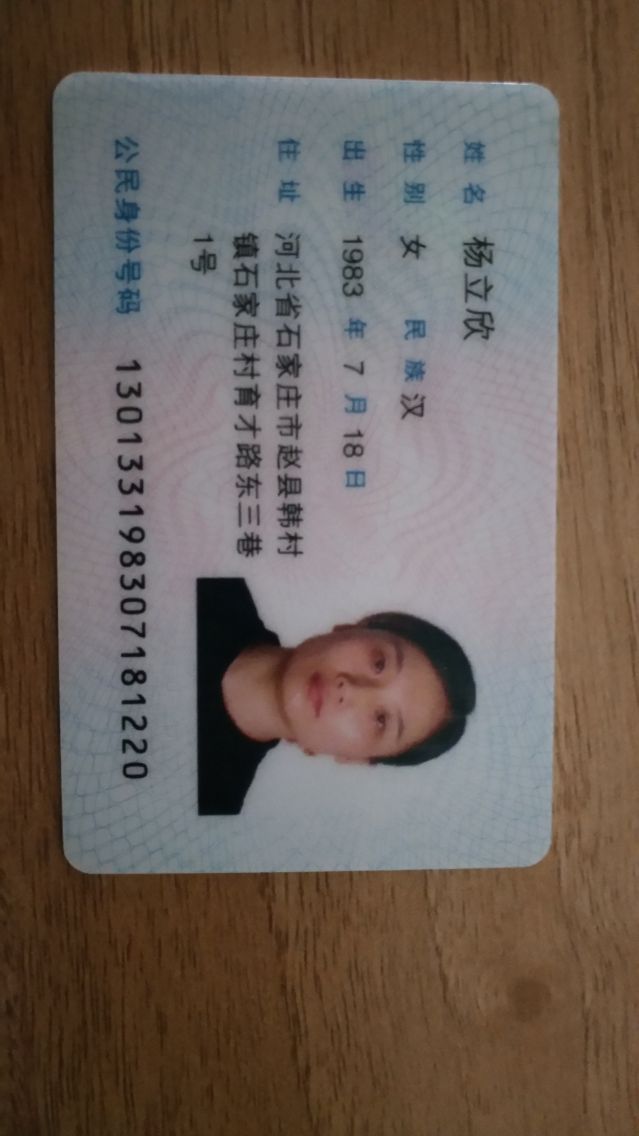 姓名 杨立欣
性别 女 民族 汉
出生 1983 年 7 月 18 日
住址 河北省石家庄市赵县韩村
镇石家庄村育才路东三巷
1号
公民身份号码 130133198307181220